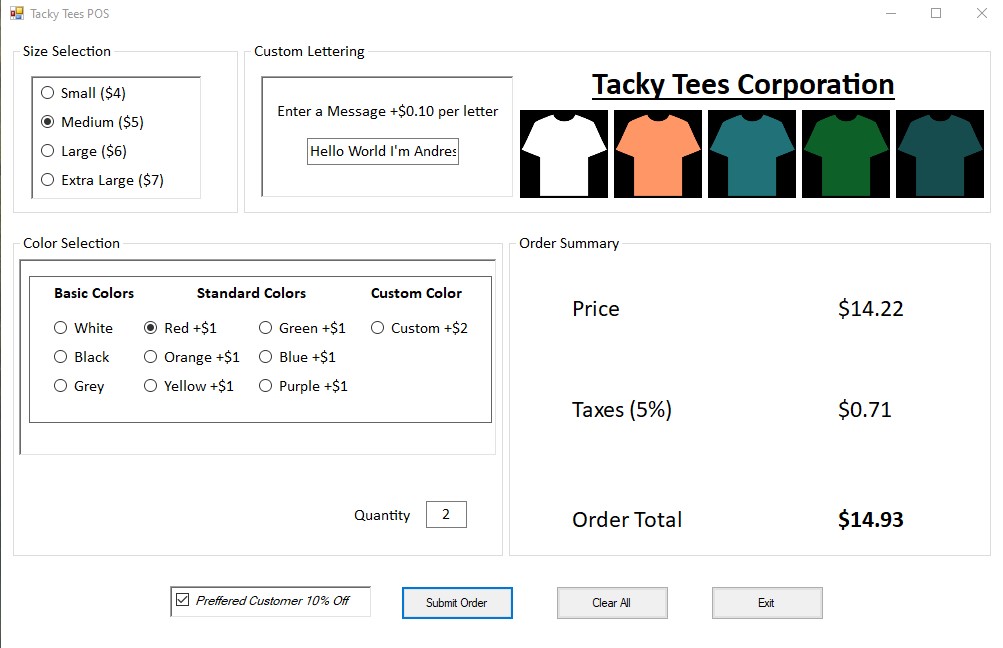 Tacky Tees POS
Size Selection
Small ($4)
Medium ($5)
Large ($6)
Extra Large ($7)
Custom Lettering
Enter a Message +$0.10 per letter
Hello World I'm Andres
Tacky Tees Corporation
Color Selection
Basic Colors Standard Colors Custom Color
White Red +$1 Green +$1 Custom +$2
Black Orange +$1 Blue +$1
Grey Yellow +$1 Purple +$1
Quantity 2
Order Summary
Price $14.22
Taxes (5%) $0.71
Order Total $14.93
Preffered Customer 10% Off Submit Order Clear All Exit